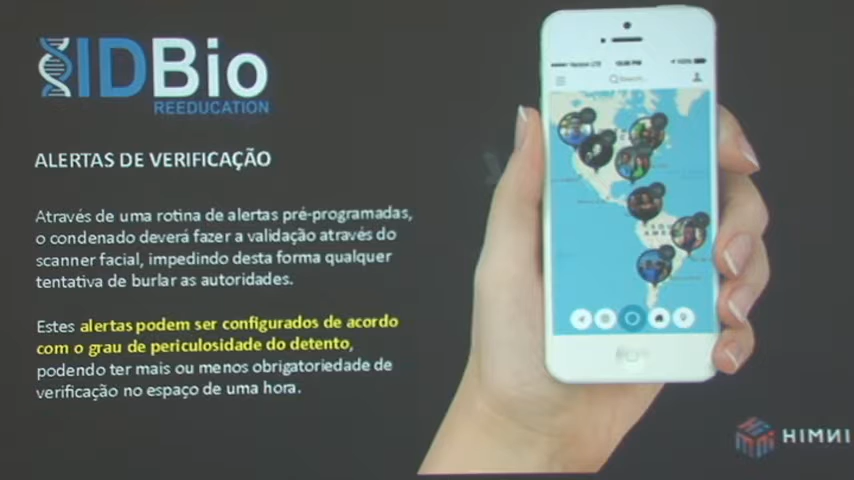 IDBio
REEDUCATION
ALERTAS DE VERIFICAÇÃO
Através de uma rotina de alertas pré-programadas,
o condenado deverá fazer a validação através do
scanner facial, impedindo desta forma qualquer
tentativa de burlar as autoridades.
Estes alertas podem ser configurados de acordo
com o grau de periculosidade do detento,
podendo ter mais ou menos obrigatoriedade de
verificação no espaço de uma hora.
Search...
HIMNI